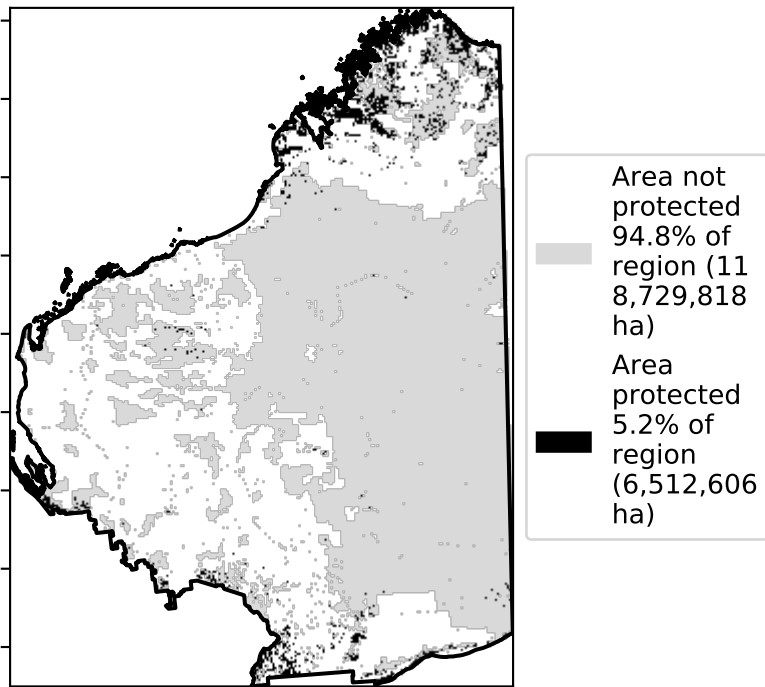 Area not
protected
94.8% of
region (11
8,729,818
ha)
Area
protected
5.2% of
region
(6,512,606
ha)